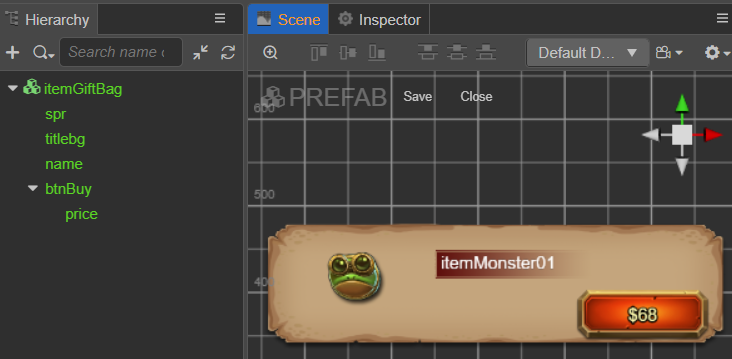 Hierarchy
Search name o
itemGiftBag
spr
titlebg
name
btnBuy
price
Scene
Inspector
Default D...
PREFAB
Save
Close
600
500
400
itemMonster01
$68